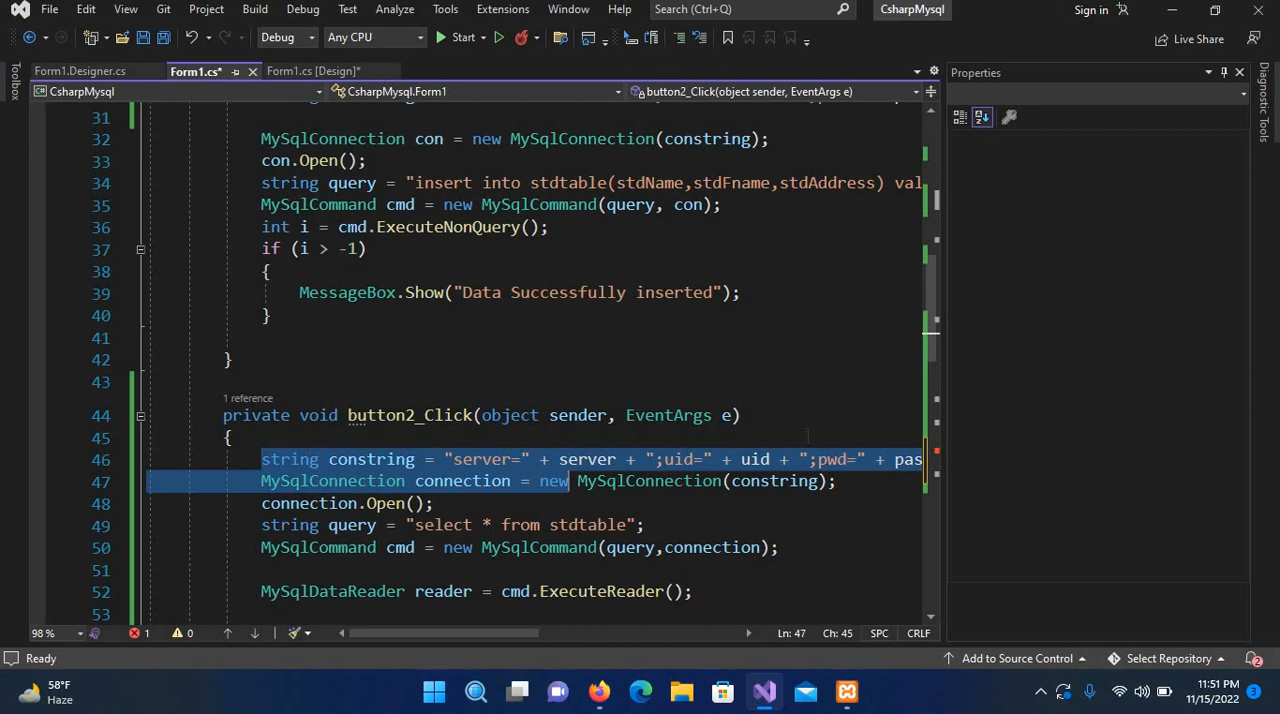 File Edit View Git Project Build Debug Test Analyze Tools Extensions Window Help Search (Ctrl+Q) CsharpMysql Sign in
Debug Any CPU Start Live Share
Toolbox
Form1.Designer.cs Form1.cs* Form1.cs [Design]*
CsharpMysql CsharpMysql.Form1 button2_Click(object sender, EventArgs e)
31
32 MySqlConnection con = new MySqlConnection(constring);
33 con.Open();
34 string query = "insert into stdtable(stdName,stdFname,stdAddress) val
35 MySqlCommand cmd = new MySqlCommand(query, con);
36 int i = cmd.ExecuteNonQuery();
37 if (i > -1)
38 {
39 MessageBox.Show("Data Successfully inserted");
40 }
41
42 }
43
1 reference
44 private void button2_Click(object sender, EventArgs e)
45 {
46 string constring = "server=" + server + ";uid=" + uid + ";pwd=" + pas
47 MySqlConnection connection = new MySqlConnection(constring);
48 connection.Open();
49 string query = "select * from stdtable";
50 MySqlCommand cmd = new MySqlCommand(query,connection);
51
52 MySqlDataReader reader = cmd.ExecuteReader();
53
98 % 1 0 Ln: 47 Ch: 45 SPC CRLF
Properties
Diagnostic Tools
Ready Add to Source Control Select Repository 2
58°F
Haze
11:51 PM
11/15/2022 3